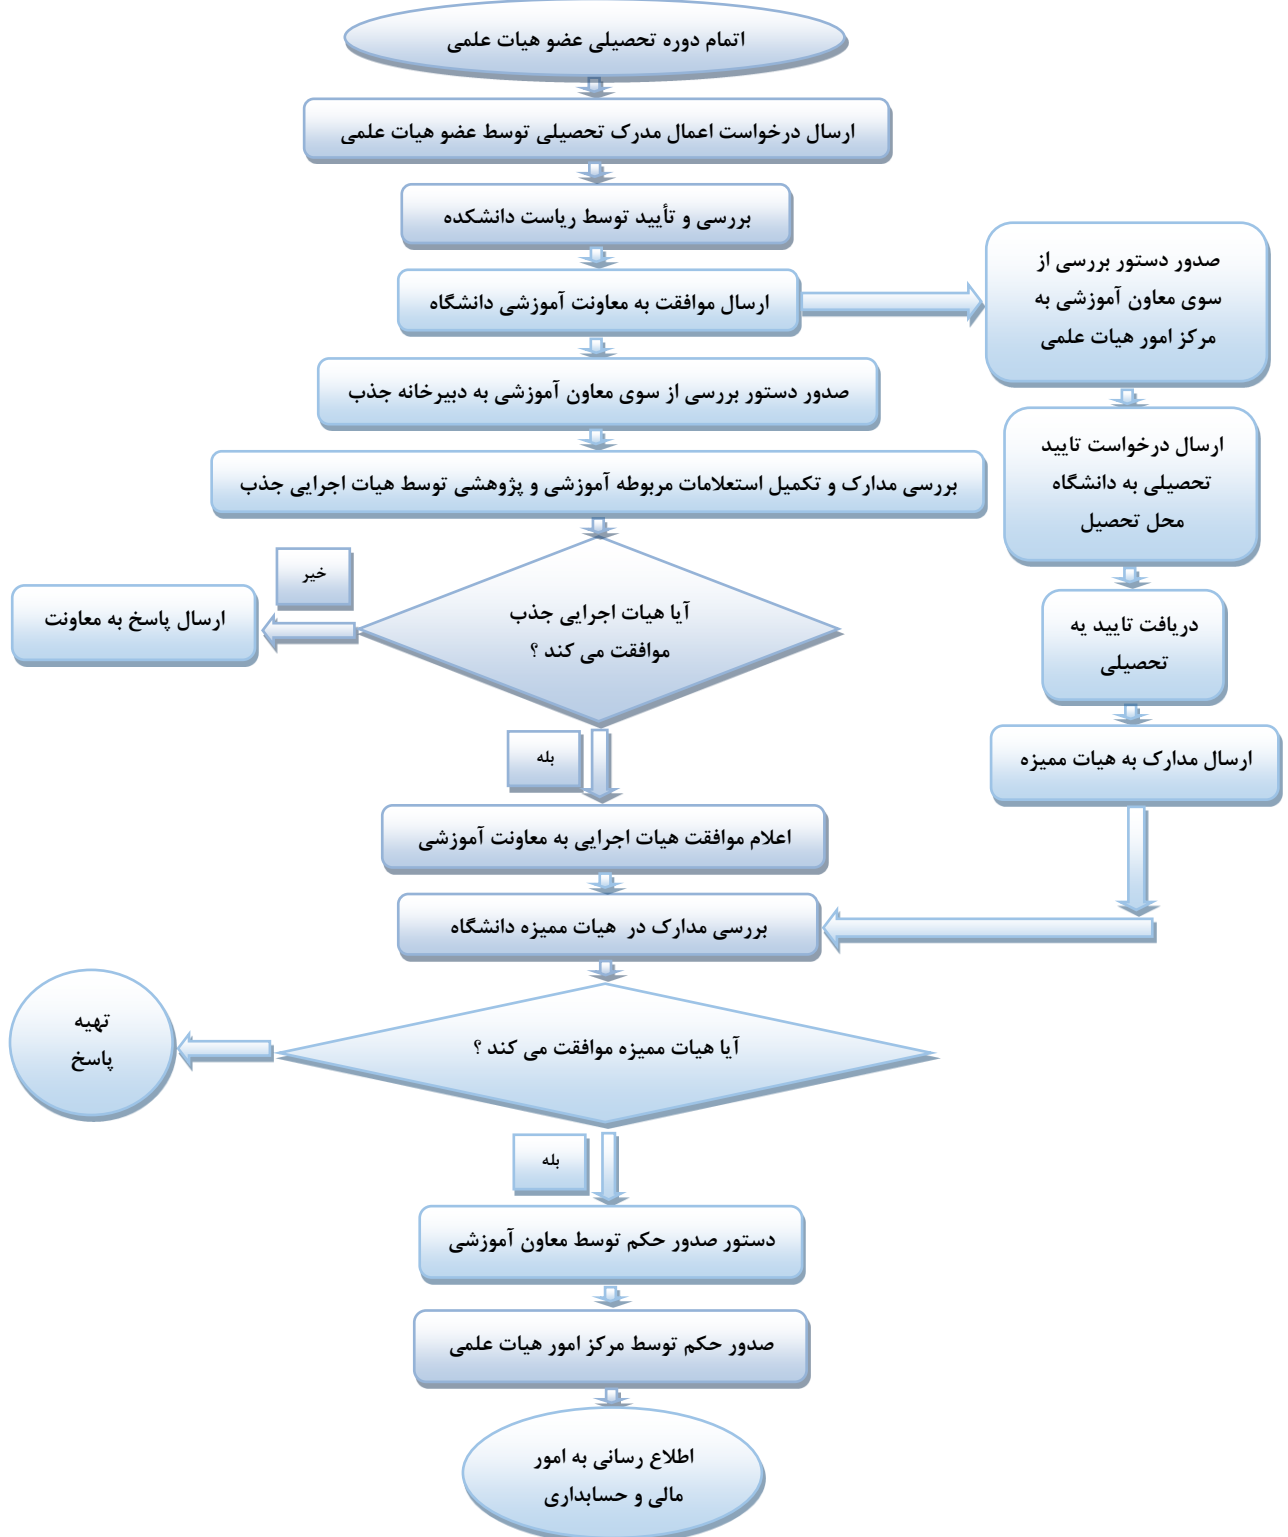 اتمام دوره تحصیلی عضو هیات علمی
ارسال درخواست اعمال مدرک تحصیلی توسط عضو هیات علمی
بررسی و تأیید توسط ریاست دانشکده
ارسال موافقت به معاونت آموزشی دانشگاه
صدور دستور بررسی از
سوی معاون آموزشی به
مرکز امور هیات علمی
صدور دستور بررسی از سوی معاون آموزشی به دبیرخانه جذب
ارسال درخواست تایید
تحصیلی به دانشگاه
محل تحصیل
بررسی مدارک و تکمیل استعلامات مربوطه آموزشی و پژوهشی توسط هیات اجرایی جذب
خیر
آیا هیات اجرایی جذب
موافقت می کند ؟
ارسال پاسخ به معاونت
دریافت تایید یه
تحصیلی
بله
ارسال مدارک به هیات ممیزه
اعلام موافقت هیات اجرایی به معاونت آموزشی
بررسی مدارک در هیات ممیزه دانشگاه
آیا هیات ممیزه موافقت می کند ؟
تهیه
پاسخ
بله
دستور صدور حکم توسط معاون آموزشی
صدور حکم توسط مرکز امور هیات علمی
اطلاع رسانی به امور
مالی و حسابداری